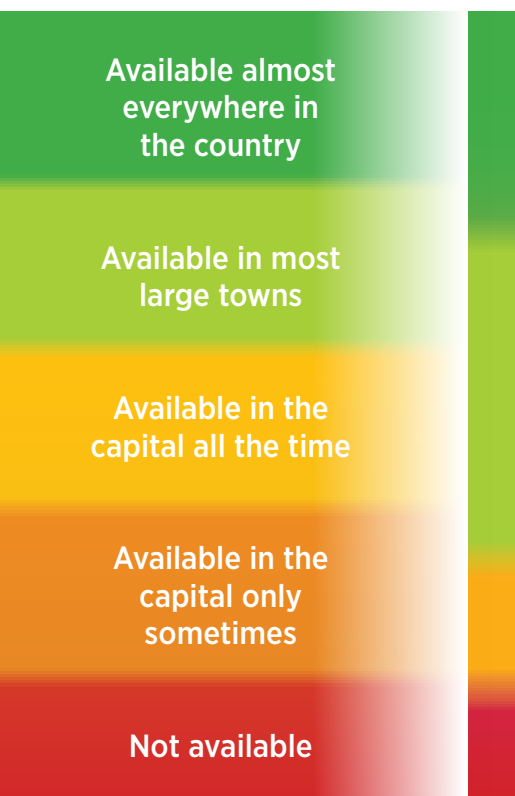 Available almost
everywhere in
the country
Available in most
large towns
Available in the
capital all the time
Available in the
capital only
sometimes
Not available